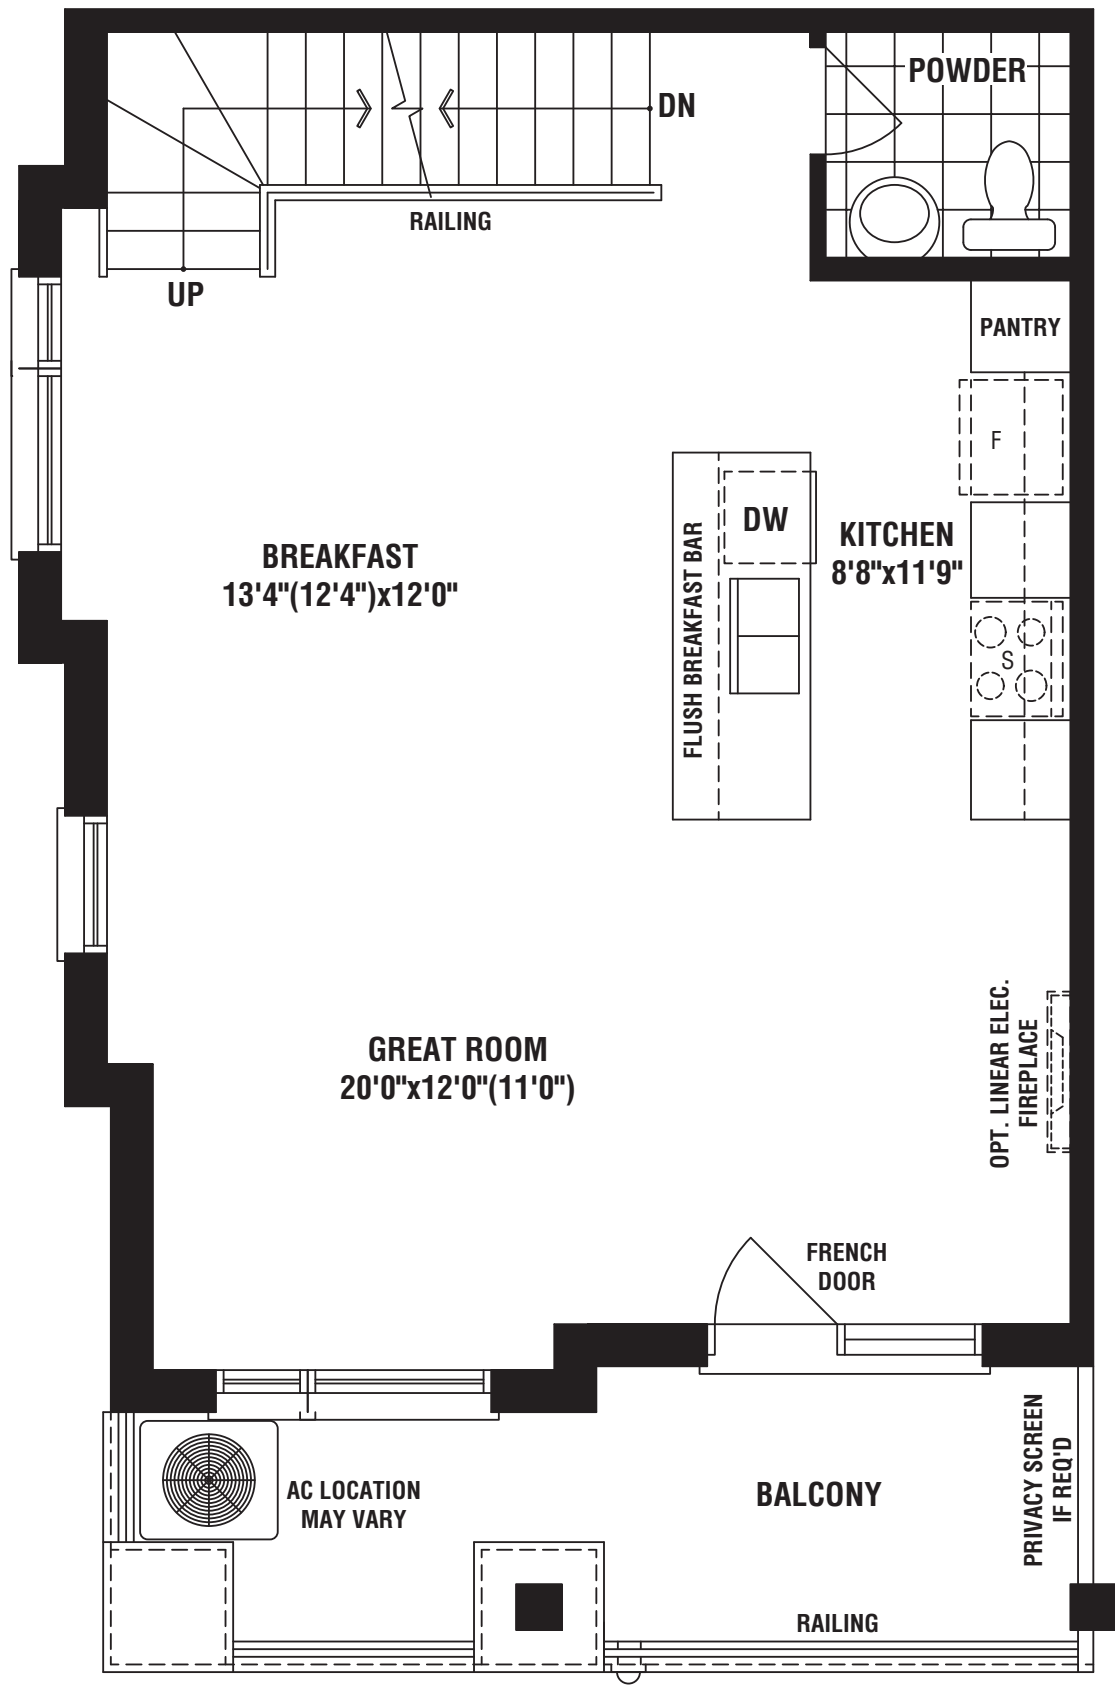 POWDER
DN
RAILING
UP
PANTRY
F
DW
KITCHEN
8'8"x11'9"
BREAKFAST
13'4"(12'4")x12'0"
FLUSH BREAKFAST BAR
S
GREAT ROOM
20'0"x12'0"(11'0")
OPT. LINEAR ELEC.
FIREPLACE
FRENCH
DOOR
AC LOCATION
MAY VARY
BALCONY
PRIVACY SCREEN
IF REQ'D
RAILING